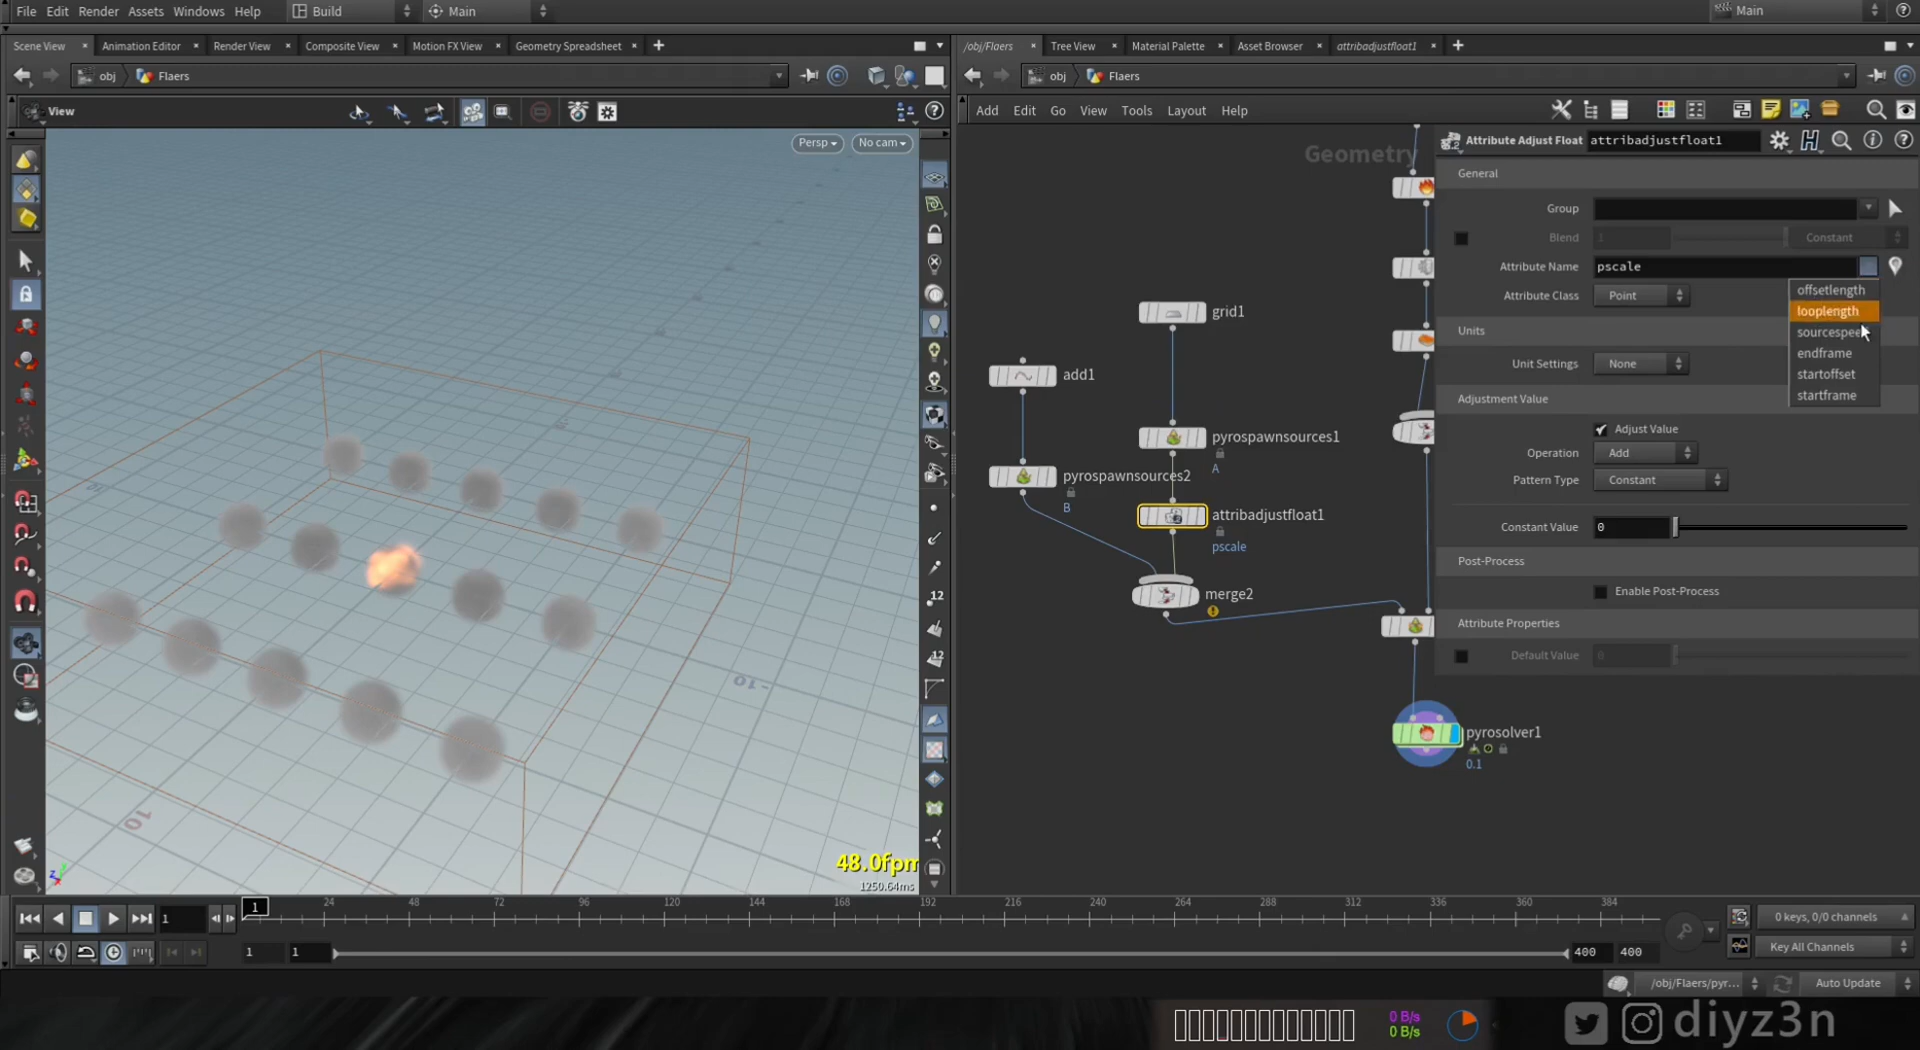 File Edit Render Assets Windows Help Build Main Main
Scene View Animation Editor Render View Composite View Motion FX View Geometry Spreadsheet
/obj/Flaers Tree View Material Palette Asset Browser attribadjustfloat1
obj Flaers
obj Flaers
View
Add Edit Go View Tools Layout Help
Persp No cam
Geometry
Attribute Adjust Float attribadjustfloat1
General
Group
Blend 1 Constant
Attribute Name pscale
Attribute Class Point
offsetlength
looplength
sourcespee
endframe
startoffset
startframe
Units
Unit Settings None
Adjustment Value
Adjust Value
Operation Add
Pattern Type Constant
Constant Value 0
Post-Process
Enable Post-Process
Attribute Properties
Default Value 0
grid1
add1
pyrospawnsources1
A
pyrospawnsources2
B
attribadjustfloat1
pscale
merge2
pyrosolver1
0.1
12
12
10
-10
48.0fpm
1250.64ms
1 1 24 48 72 96 120 144 168 192 216 240 264 288 312 336 360 384
0 keys, 0/0 channels
1 1 400 400
Key All Channels
/obj/Flaers/pyr... Auto Update
0 B/s
0 B/s
diyz3n